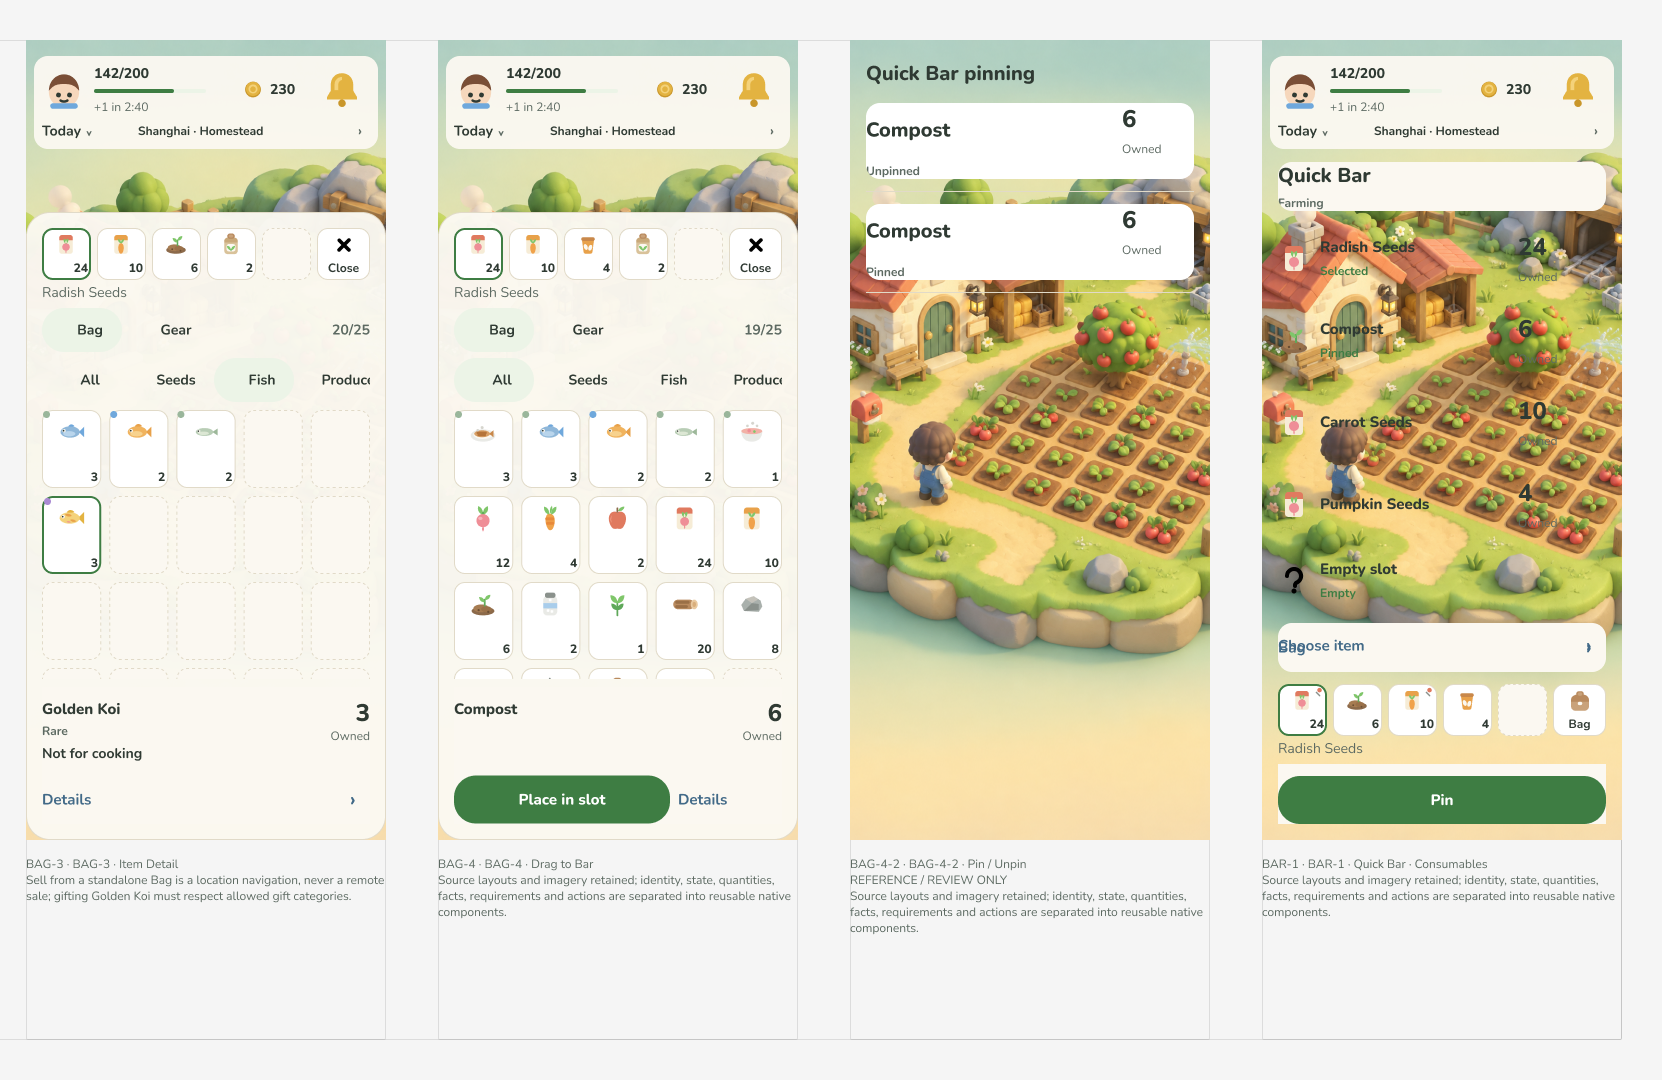 142/200
230
+1 in 2:40
Today v
Shanghai · Homestead
›
24
10
6
2
Close
Radish Seeds
Bag
Gear
20/25
All
Seeds
Fish
Produce
3
2
2
3
Golden Koi
3
Rare
Owned
Not for cooking
Details
›
BAG-3 · BAG-3 · Item Detail
Sell from a standalone Bag is a location navigation, never a remote
sale; gifting Golden Koi must respect allowed gift categories.
142/200
230
+1 in 2:40
Today v
Shanghai · Homestead
›
24
10
4
2
Close
Radish Seeds
Bag
Gear
19/25
All
Seeds
Fish
Produce
3
3
2
2
1
12
4
2
24
10
6
2
1
20
8
Compost
6
Owned
Place in slot
Details
BAG-4 · BAG-4 · Drag to Bar
Source layouts and imagery retained; identity, state, quantities,
facts, requirements and actions are separated into reusable native
components.
Quick Bar pinning
Compost
6
Owned
Unpinned
Compost
6
Owned
Pinned
BAG-4-2 · BAG-4-2 · Pin / Unpin
REFERENCE / REVIEW ONLY
Source layouts and imagery retained; identity, state, quantities,
facts, requirements and actions are separated into reusable native
components.
142/200
230
+1 in 2:40
Today v
Shanghai · Homestead
›
Quick Bar
Farming
Radish Seeds
24
Selected
Owned
Compost
6
Pinned
Carrot Seeds
10
Owned
Pumpkin Seeds
4
Owned
?
Empty slot
Empty
Choose item
Bag
›
24
6
10
4
Bag
Radish Seeds
Pin
BAR-1 · BAR-1 · Quick Bar · Consumables
Source layouts and imagery retained; identity, state, quantities,
facts, requirements and actions are separated into reusable native
components.